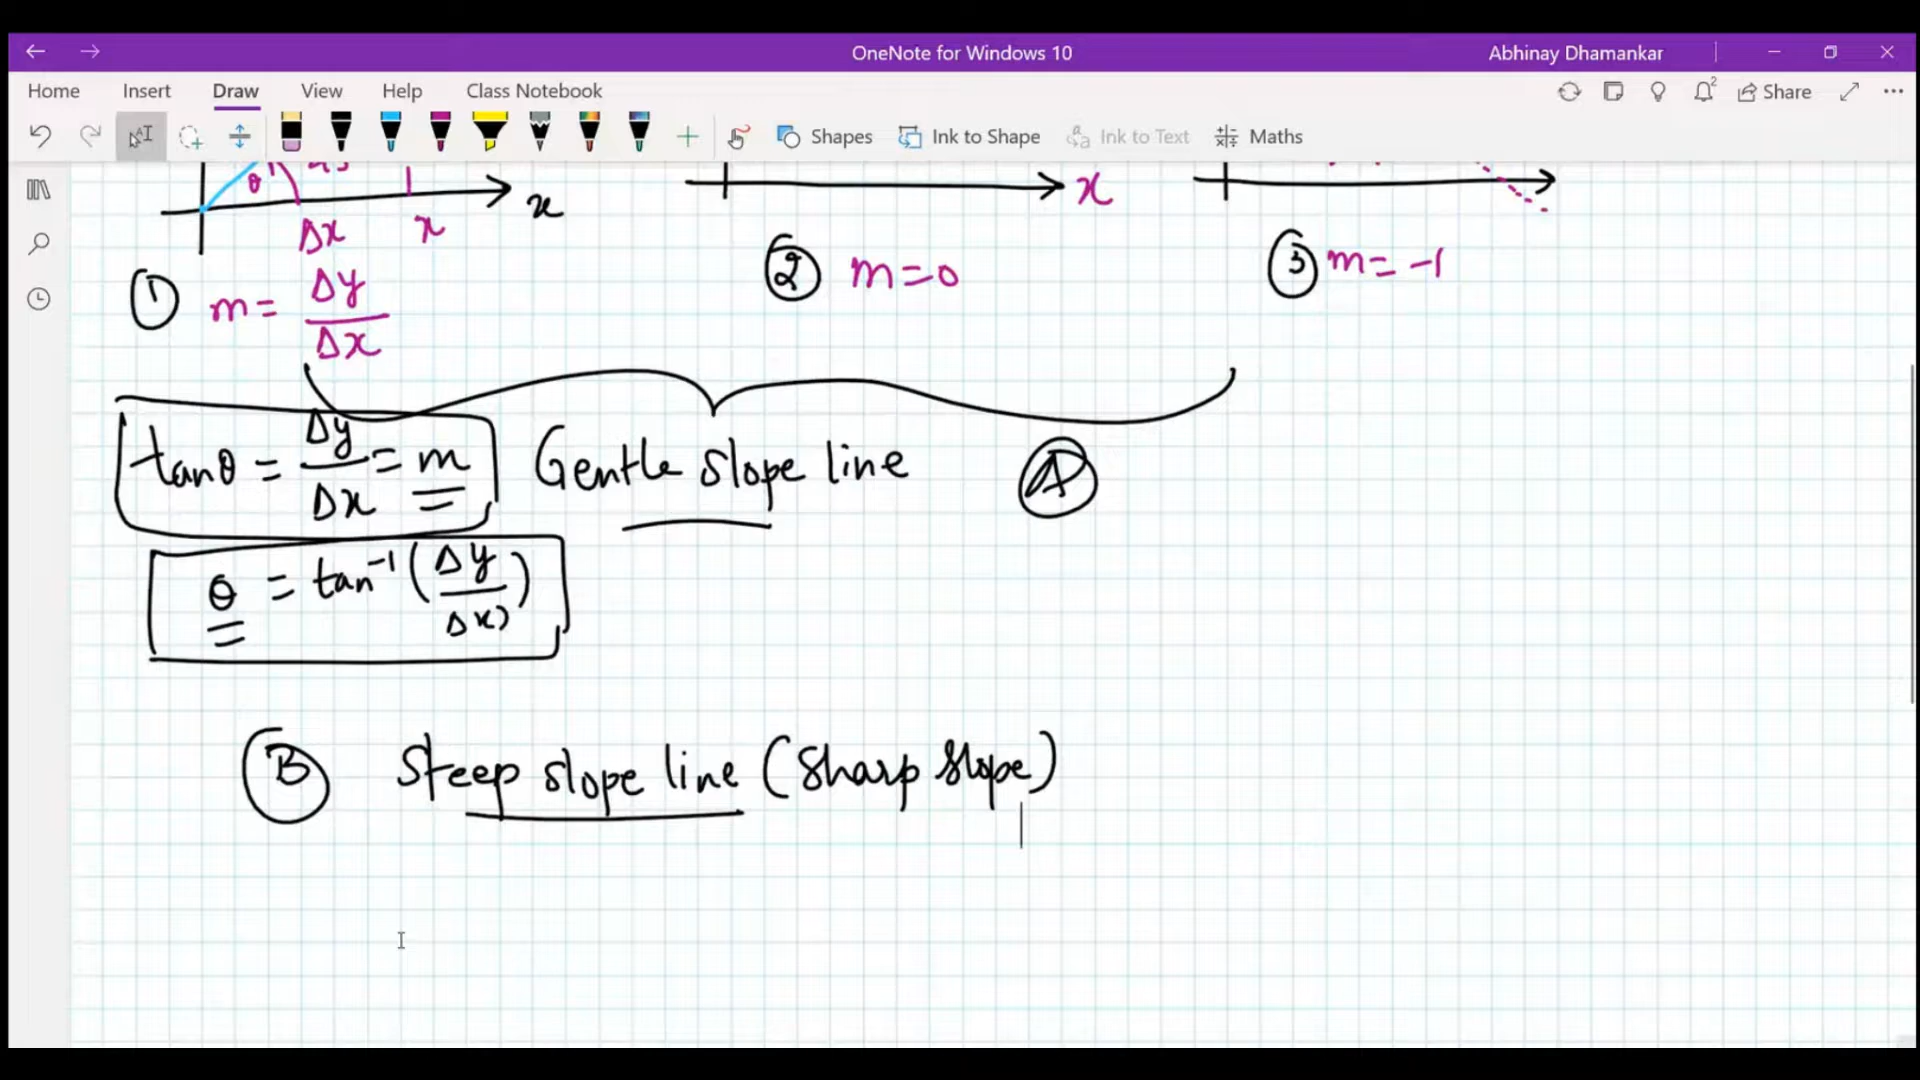 OneNote for Windows 10
Abhinay Dhamankar
Home Insert Draw View Help Class Notebook
2 Share
Shapes Ink to Shape Ink to Text Maths
θ 45
x
Δx x
x
① m = Δy/Δx
② m=0
③ m= -1
tanθ = Δy/Δx = m
Gentle slope line
Ⓐ
θ = tan⁻¹(Δy/Δx)
Ⓑ Steep slope line (Sharp Slope)